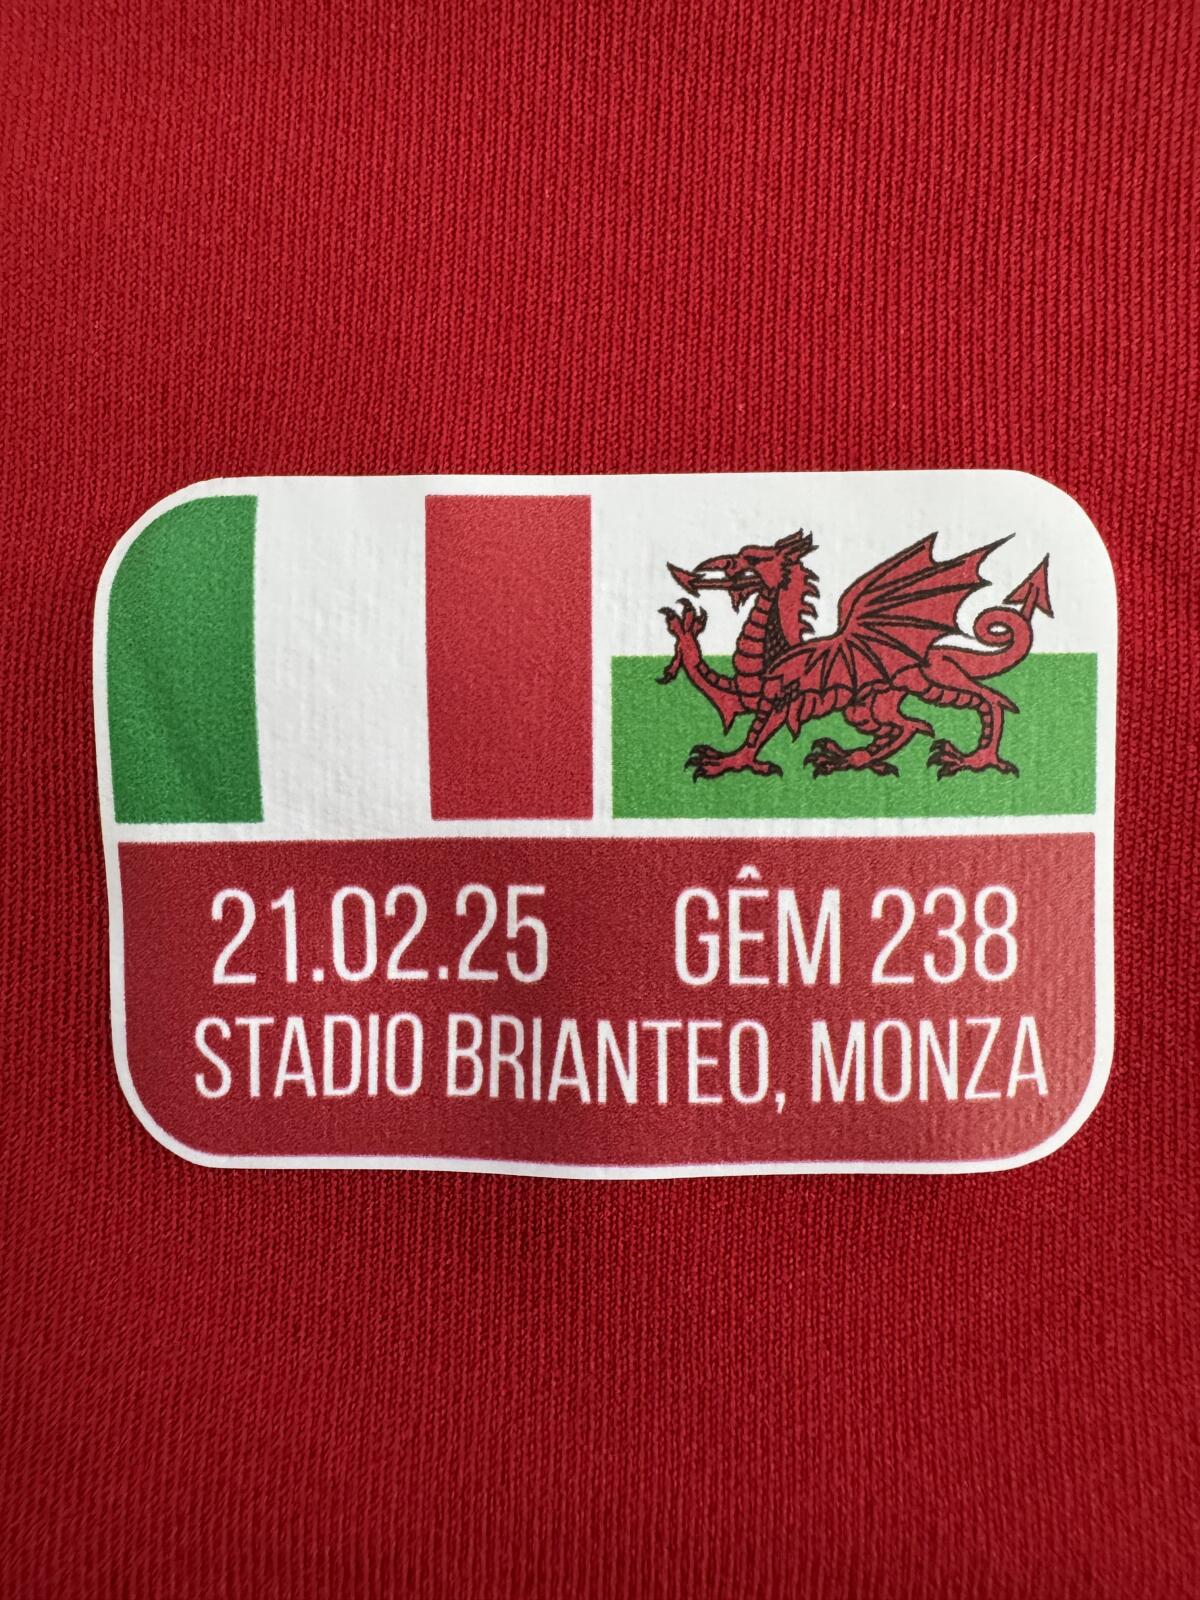 21.02.25 GÊM 238
STADIO BRIANTEO, MONZA